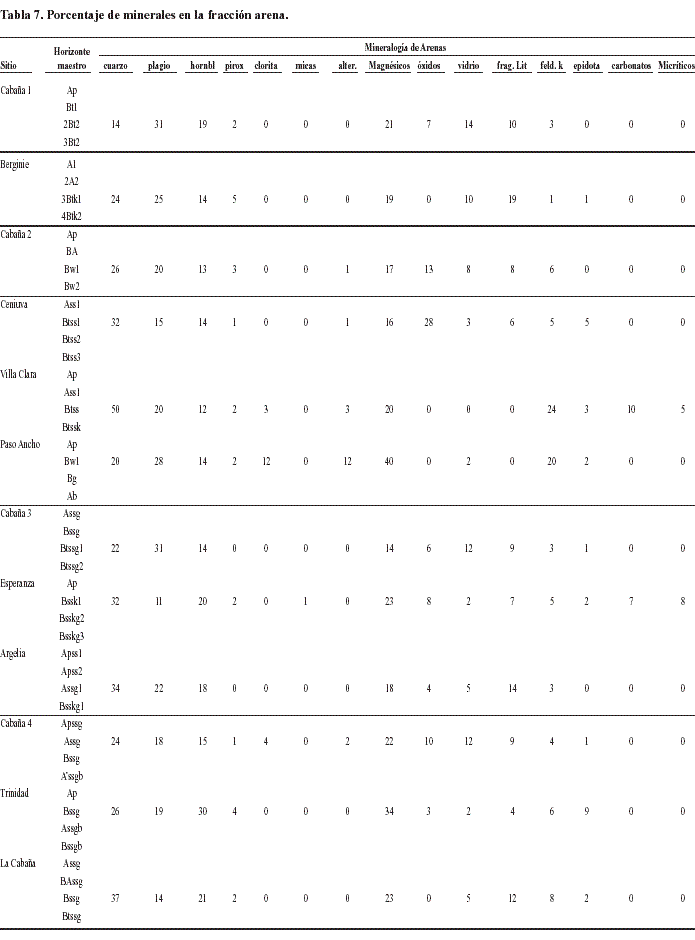 Tabla 7. Porcentaje de minerales en la fracción arena.
Mineralogía de Arenas
Sitio Horizonte maestro cuarzo plagio hornbl pirox clorita micas alter. Magnésicos óxidos vidrio frag. Lit feld. k epidota carbonatos Micríticos
Cabaña 1 Ap
Bt1
2Bt2 14 31 19 2 0 0 0 21 7 14 10 3 0 0 0
3Bt2
Berginie A1
2A2
3Btk1 24 25 14 5 0 0 0 19 0 10 19 1 1 0 0
4Btk2
Cabaña 2 Ap
BA
Bw1 26 20 13 3 0 0 1 17 13 8 8 6 0 0 0
Bw2
Ceniuva Ass1
Btss1 32 15 14 1 0 0 1 16 28 3 6 5 5 0 0
Btss2
Btss3
Villa Clara Ap
Ass1
Btss 50 20 12 2 3 0 3 20 0 0 0 24 3 10 5
Btssk
Paso Ancho Ap
Bw1 20 28 14 2 12 0 12 40 0 2 0 20 2 0 0
Bg
Ab
Cabaña 3 Assg
Bssg
Btssg1 22 31 14 0 0 0 0 14 6 12 9 3 1 0 0
Btssg2
Esperanza Ap
Bssk1 32 11 20 2 0 1 0 23 8 2 7 5 2 7 8
Bsskg2
Bsskg3
Argelia Apss1
Apss2
Assg1 34 22 18 0 0 0 0 18 4 5 14 3 0 0 0
Bsskg1
Cabaña 4 Apssg
Assg 24 18 15 1 4 0 2 22 10 12 9 4 1 0 0
Bssg
A'ssgb
Trinidad Ap
Bssg 26 19 30 4 0 0 0 34 3 2 4 6 9 0 0
Assgb
Bssgb
La Cabaña Assg
BAssg
Bssg 37 14 21 2 0 0 0 23 0 5 12 8 2 0 0
Btssg